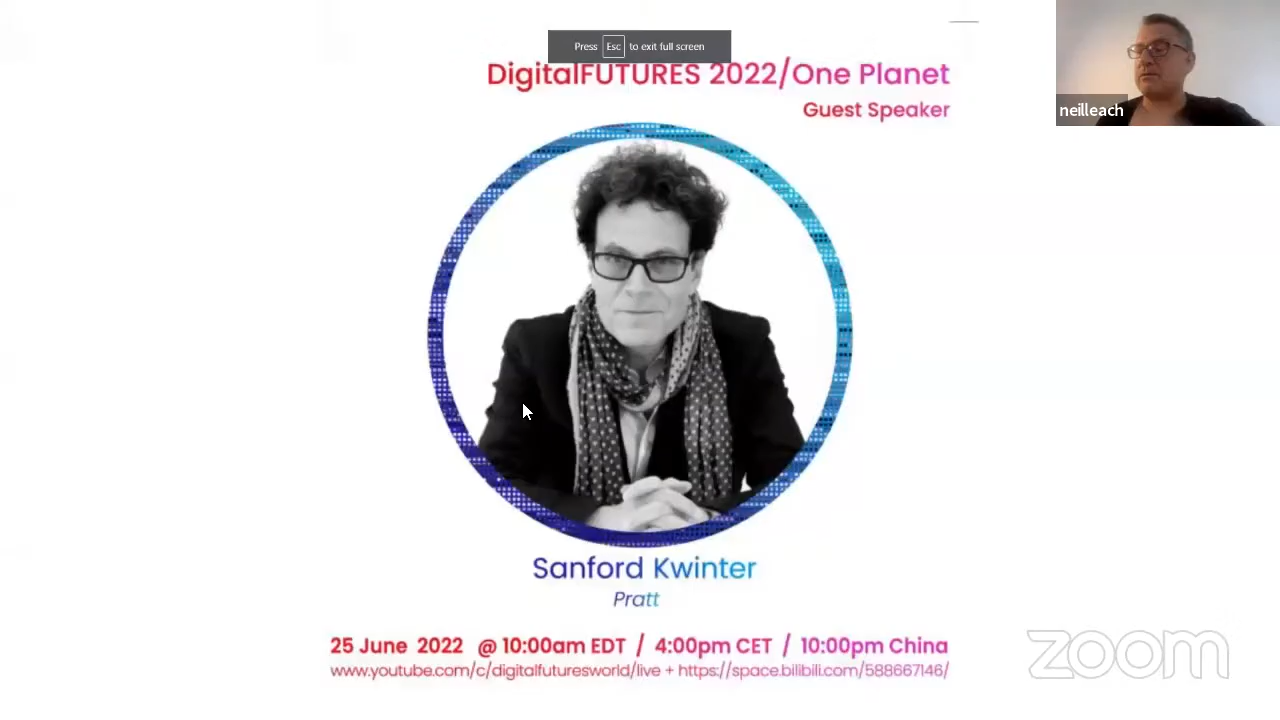 Press Esc to exit full screen
DigitalFUTURES 2022/One Planet
Guest Speaker
neilleach
Sanford Kwinter
Pratt
25 June 2022 @ 10:00am EDT / 4:00pm CET / 10:00pm China
www.youtube.com/c/digitalfuturesworld/live + https://space.bilibili.com/588667146/
zoom